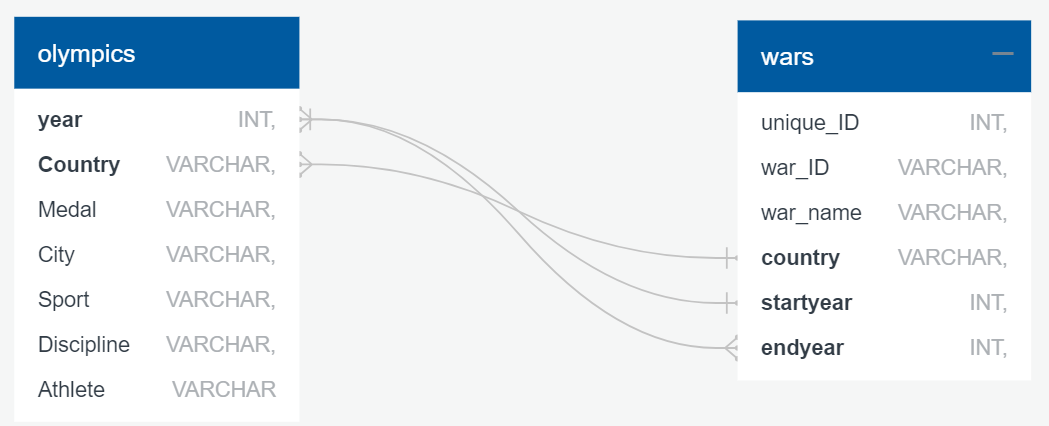 olympics
year INT,
Country VARCHAR,
Medal VARCHAR,
City VARCHAR,
Sport VARCHAR,
Discipline VARCHAR,
Athlete VARCHAR
wars
unique_ID INT,
war_ID VARCHAR,
war_name VARCHAR,
country VARCHAR,
startyear INT,
endyear INT,